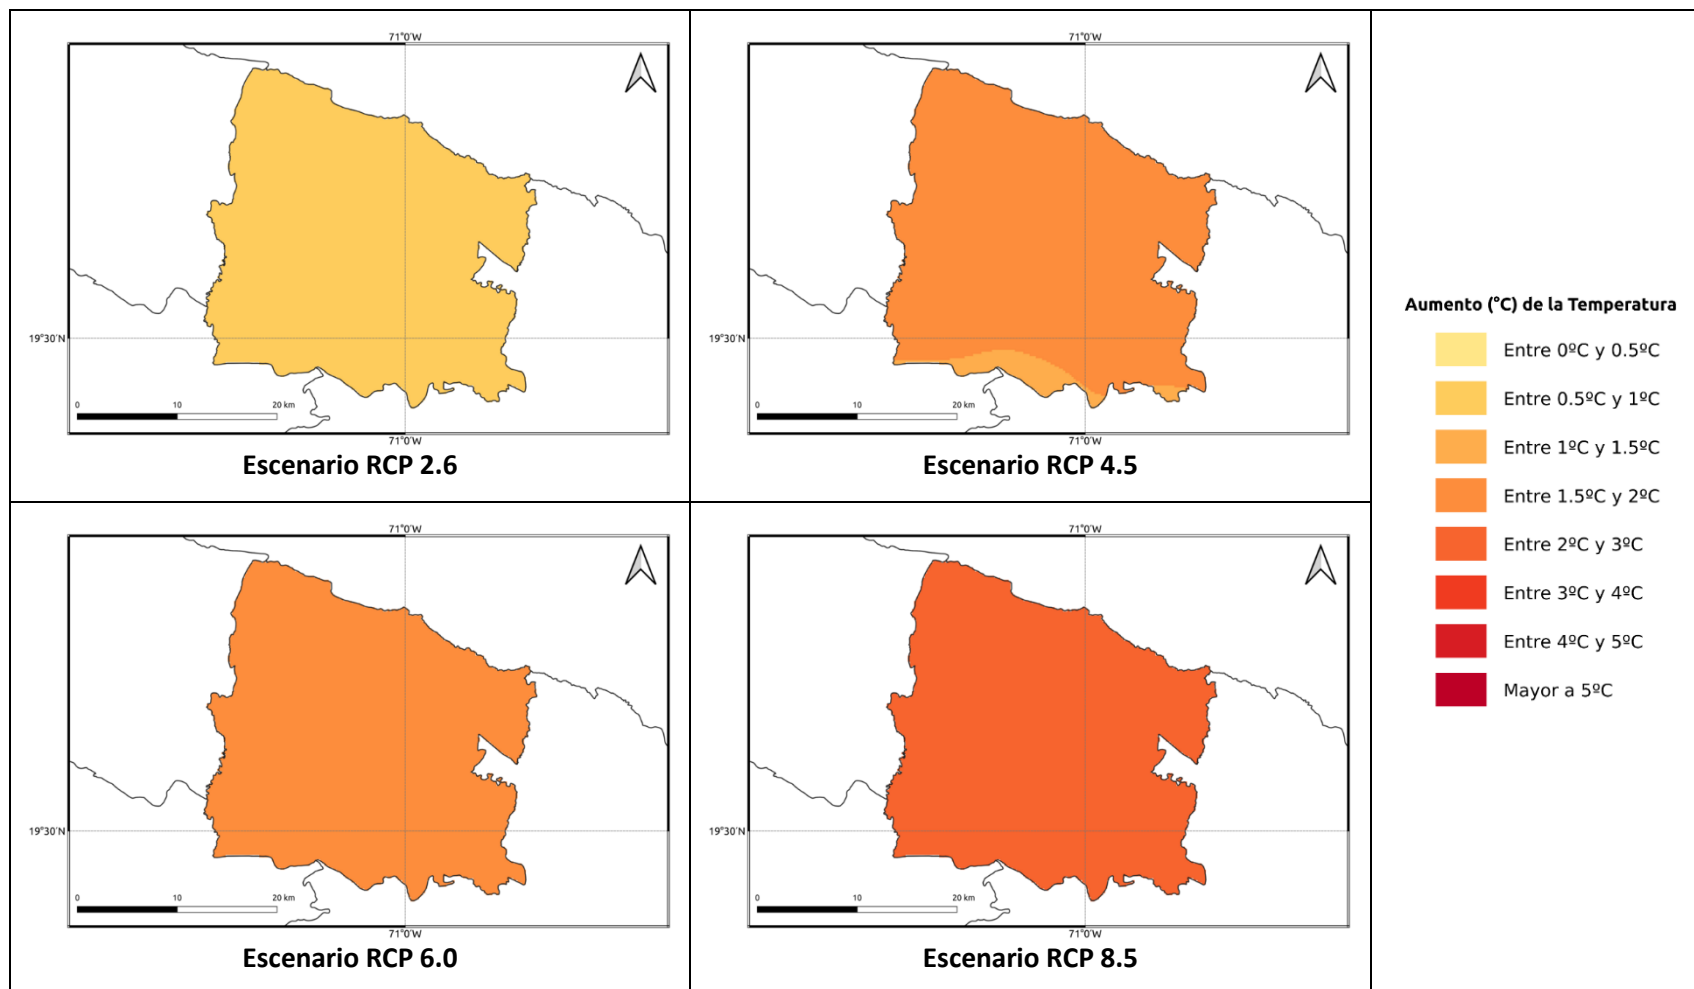 71°0'W
19°30'N
0 10 20 km
71°0'W
Escenario RCP 2.6
71°0'W
19°30'N
0 10 20 km
71°0'W
Escenario RCP 4.5
71°0'W
19°30'N
0 10 20 km
71°0'W
Escenario RCP 6.0
71°0'W
19°30'N
0 10 20 km
71°0'W
Escenario RCP 8.5
Aumento (°C) de la Temperatura
Entre 0ºC y 0.5ºC
Entre 0.5ºC y 1ºC
Entre 1ºC y 1.5ºC
Entre 1.5ºC y 2ºC
Entre 2ºC y 3ºC
Entre 3ºC y 4ºC
Entre 4ºC y 5ºC
Mayor a 5ºC